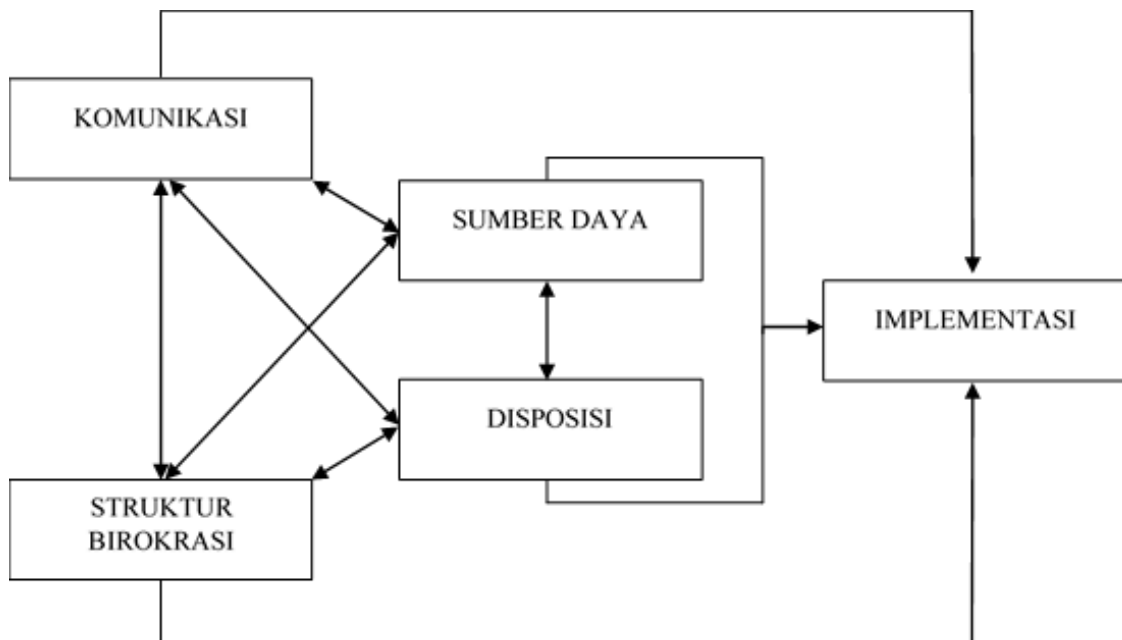 KOMUNIKASI
SUMBER DAYA
IMPLEMENTASI
DISPOSISI
STRUKTUR
BIROKRASI